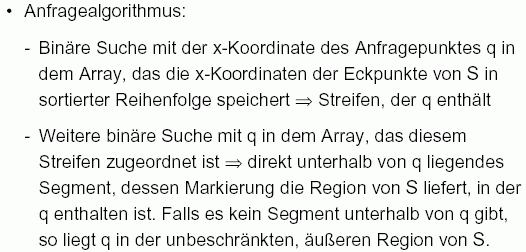 • Anfragealgorithmus:
- Binäre Suche mit der x-Koordinate des Anfragepunktes q in
dem Array, das die x-Koordinaten der Eckpunkte von S in
sortierter Reihenfolge speichert ⇒ Streifen, der q enthält
- Weitere binäre Suche mit q in dem Array, das diesem
Streifen zugeordnet ist ⇒ direkt unterhalb von q liegendes
Segment, dessen Markierung die Region von S liefert, in der
q enthalten ist. Falls es kein Segment unterhalb von q gibt,
so liegt q in der unbeschränkten, äußeren Region von S.